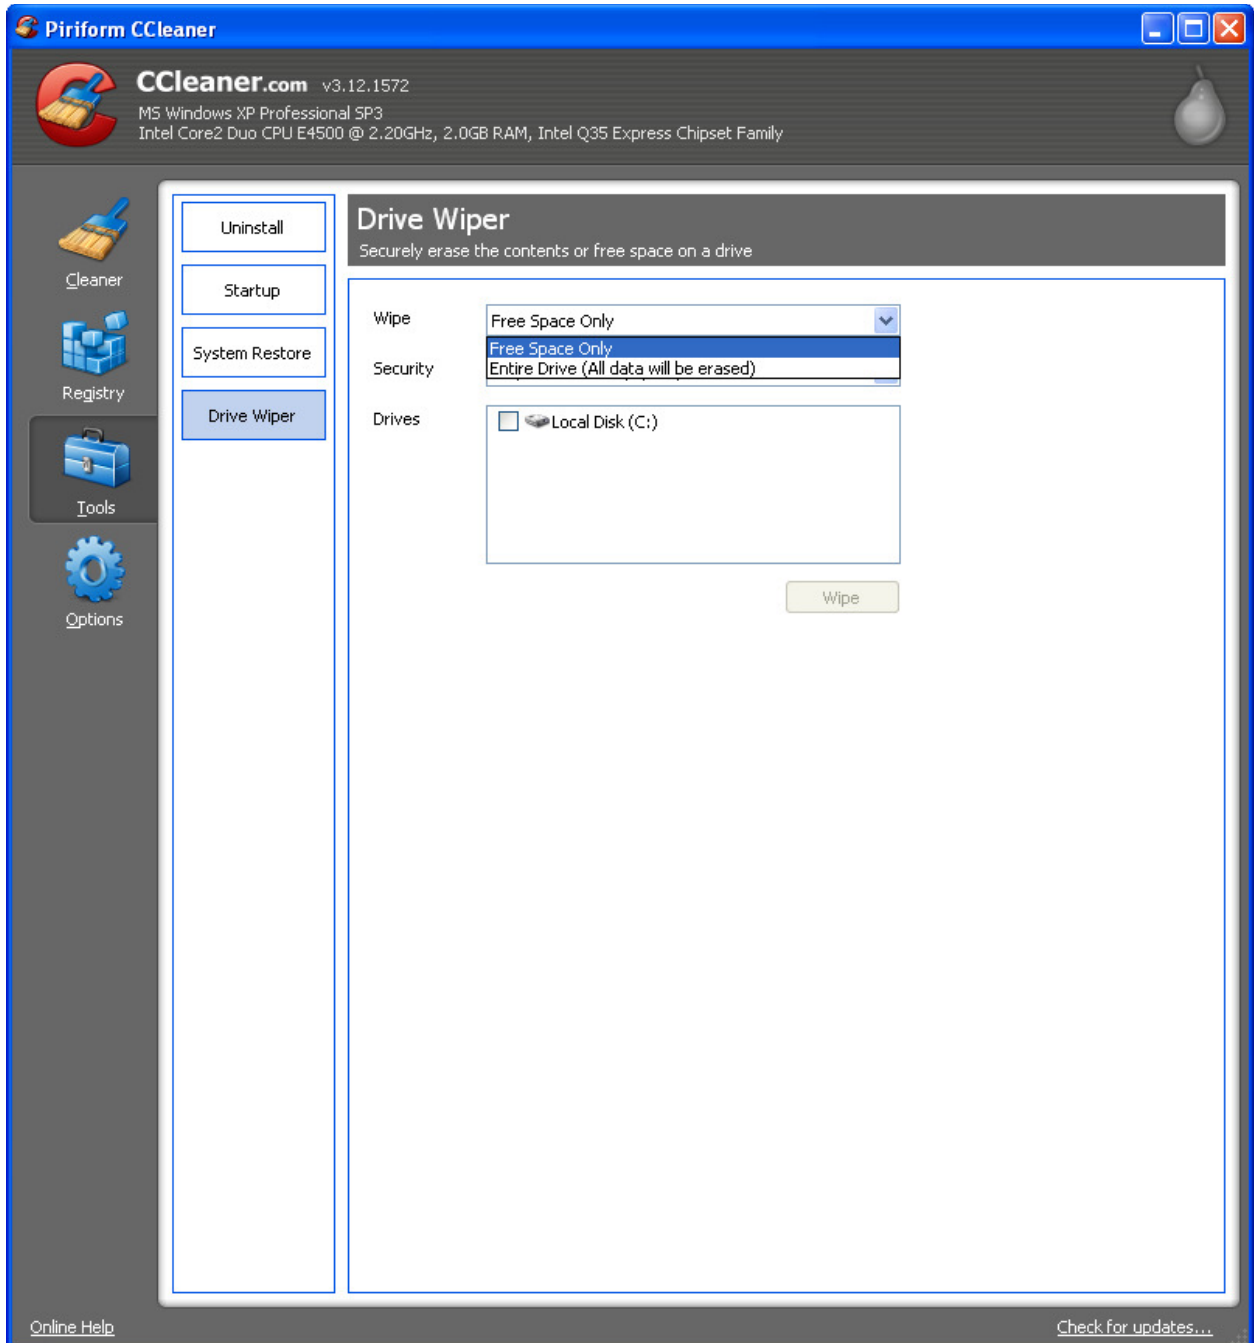 Piriform CCleaner
CCleaner.com v3.12.1572
MS Windows XP Professional SP3
Intel Core2 Duo CPU E4500 @ 2.20GHz, 2.0GB RAM, Intel Q35 Express Chipset Family
Cleaner
Registry
Tools
Options
Uninstall
Startup
System Restore
Drive Wiper
Drive Wiper
Securely erase the contents or free space on a drive
Wipe
Free Space Only
Free Space Only
Entire Drive (All data will be erased)
Security
Drives
Local Disk (C:)
Wipe
Online Help
Check for updates...